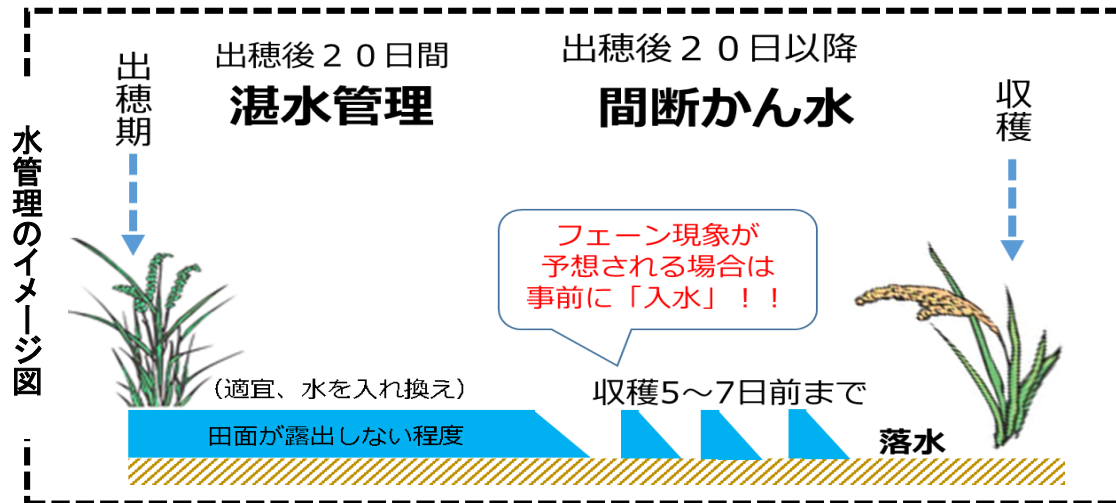 水管理のイメージ図
出穂期
出穂後２０日間
湛水管理
出穂後２０日以降
間断かん水
収穫
フェーン現象が
予想される場合は
事前に「入水」！！
（適宜、水を入れ換え）
収穫5～7日前まで
田面が露出しない程度
落水